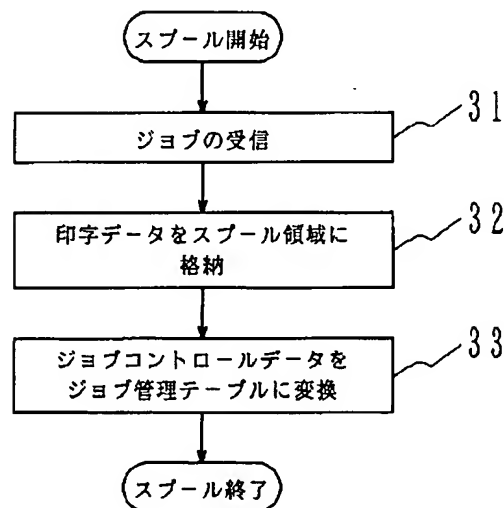 スプール開始
ジョブの受信
31
印字データをスプール領域に
格納
32
ジョブコントロールデータを
ジョブ管理テーブルに変換
33
スプール終了